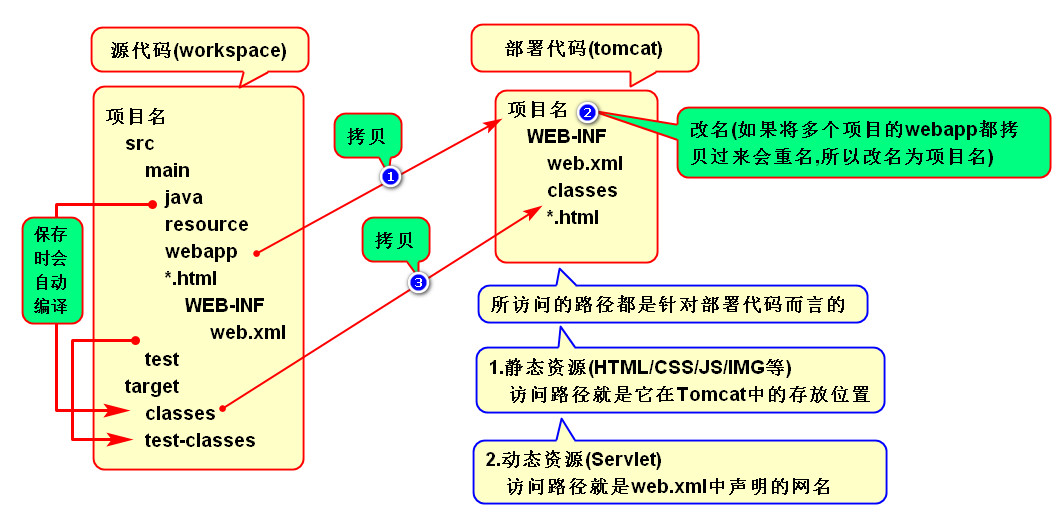 源代码(workspace)
项目名
src
main
java
resource
webapp
*.html
WEB-INF
web.xml
test
target
classes
test-classes
保存
时会
自动
编译
拷贝
1
拷贝
3
部署代码(tomcat)
项目名
2
WEB-INF
web.xml
classes
*.html
改名(如果将多个项目的webapp都拷
贝过来会重名,所以改名为项目名)
所访问的路径都是针对部署代码而言的
1.静态资源(HTML/CSS/JS/IMG等)
访问路径就是它在Tomcat中的存放位置
2.动态资源(Servlet)
访问路径就是web.xml中声明的网名